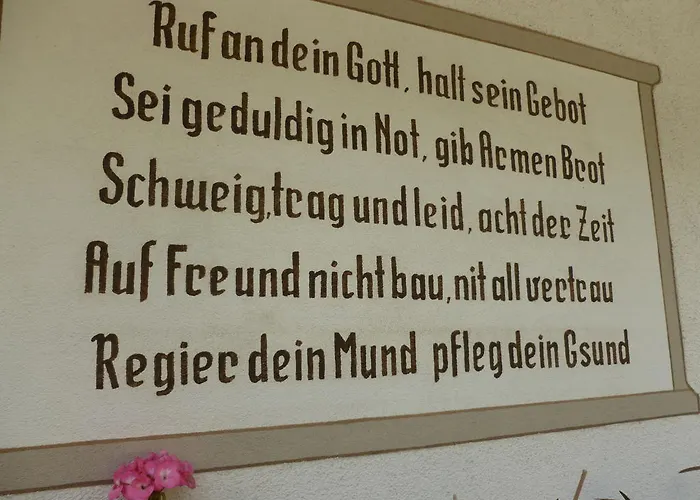 Ruf an dein Gott, halt sein Gebot
Sei geduldig in Not, gib Armen Brot
Schweig, trag und leid, acht der Zeit
Auf Freund nicht bau, nit all vertrau
Regier dein Mund pfleg dein Gsund